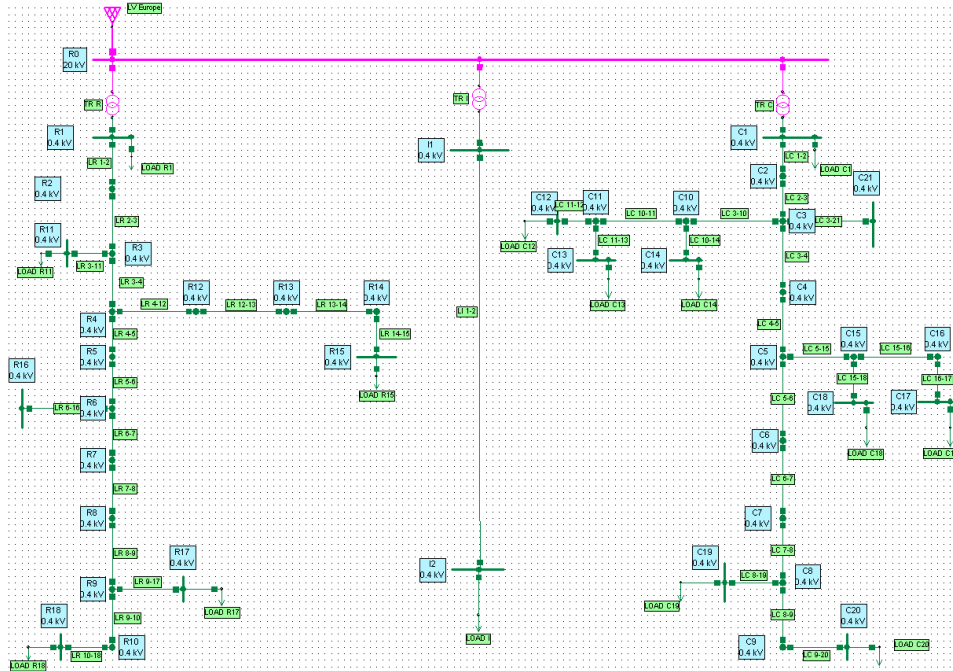 LV Europe
R0
20 kV
TR R
TR I
TR C
R1
0.4 kV
LR 1-2
LOAD R1
I1
0.4 kV
C1
0.4 kV
LC 1-2
LOAD C1
R2
0.4 kV
C2
0.4 kV
C21
0.4 kV
LR 2-3
C12
0.4 kV
LC 11-12
C11
0.4 kV
C10
0.4 kV
LC 2-3
R11
0.4 kV
LC 10-11
LC 3-10
C3
0.4 kV
LC 3-21
R3
0.4 kV
LOAD C12
LC 11-13
LC 10-14
LR 3-11
LOAD R11
C13
0.4 kV
C14
0.4 kV
LC 3-4
LR 3-4
R12
0.4 kV
R13
0.4 kV
R14
0.4 kV
C4
0.4 kV
LR 4-12
LR 12-13
LR 13-14
LOAD C13
LOAD C14
R4
0.4 kV
LI 1-2
LC 4-5
LR 4-5
LR 14-15
C15
0.4 kV
C16
0.4 kV
R5
0.4 kV
R15
0.4 kV
C5
0.4 kV
LC 5-15
LC 15-16
R16
0.4 kV
LR 5-6
LC 15-18
LC 16-17
LOAD R15
LC 5-6
C18
0.4 kV
C17
0.4 kV
LR 6-16
R6
0.4 kV
LR 6-7
C6
0.4 kV
LOAD C18
LOAD C1
R7
0.4 kV
LR 7-8
LC 6-7
R8
0.4 kV
C7
0.4 kV
LR 8-9
R17
0.4 kV
LC 7-8
C19
0.4 kV
I2
0.4 kV
LR 9-17
LC 8-19
C8
0.4 kV
R9
0.4 kV
LOAD R17
LOAD C19
R18
0.4 kV
LR 9-10
LC 8-9
C20
0.4 kV
LOAD I
R10
0.4 kV
C9
0.4 kV
LOAD C20
LR 10-18
LOAD R18
LC 9-20